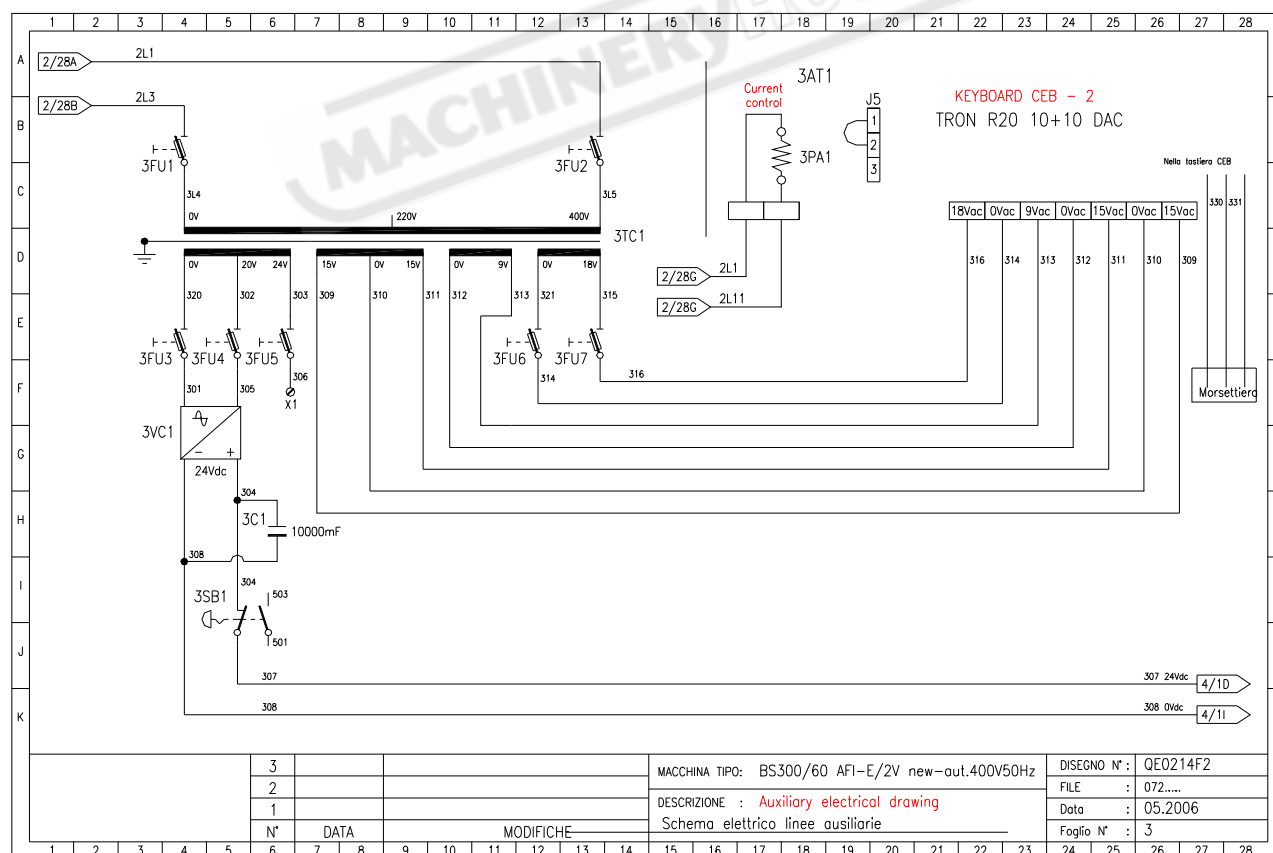 1 2 3 4 5 6 7 8 9 10 11 12 13 14 15 16 17 18 19 20 21 22 23 24 25 26 27 28
MACHINERYHO
A
2/28A 2L1
3AT1
Current
control
KEYBOARD CEB - 2
J5
B
2/28B 2L3
1
TRON R20 10+10 DAC
2
3
3FU1 3FU2 3PA1
Nella tastiera CEB
C
3L4 3L5
330 331
0V 220V 400V
18Vac 0Vac 9Vac 0Vac 15Vac 0Vac 15Vac
3TC1
D
0V 20V 24V 15V 0V 15V 0V 9V 0V 18V
316 314 313 312 311 310 309
2/28G 2L1
320 302 303 309 310 311 312 313 321 315
2/28G 2L11
E
3FU3 3FU4 3FU5 3FU6 3FU7
306 314 316
F
301 305
X1
Morsettiera
3VC1
G
- +
24Vdc
304
H
3C1
10000mF
308
I
304
3SB1 503
501
J
307 307 24Vdc 4/1D
K
308 308 0Vdc 4/1I
3
2
1
N° DATA MODIFICHE
MACCHINA TIPO: BS300/60 AFI-E/2V new-aut.400V50Hz
DESCRIZIONE : Auxiliary electrical drawing
Schema elettrico linee ausiliarie
DISEGNO N° : QE0214F2
FILE : 072.....
Data : 05.2006
Foglio N° : 3
1 2 3 4 5 6 7 8 9 10 11 12 13 14 15 16 17 18 19 20 21 22 23 24 25 26 27 28